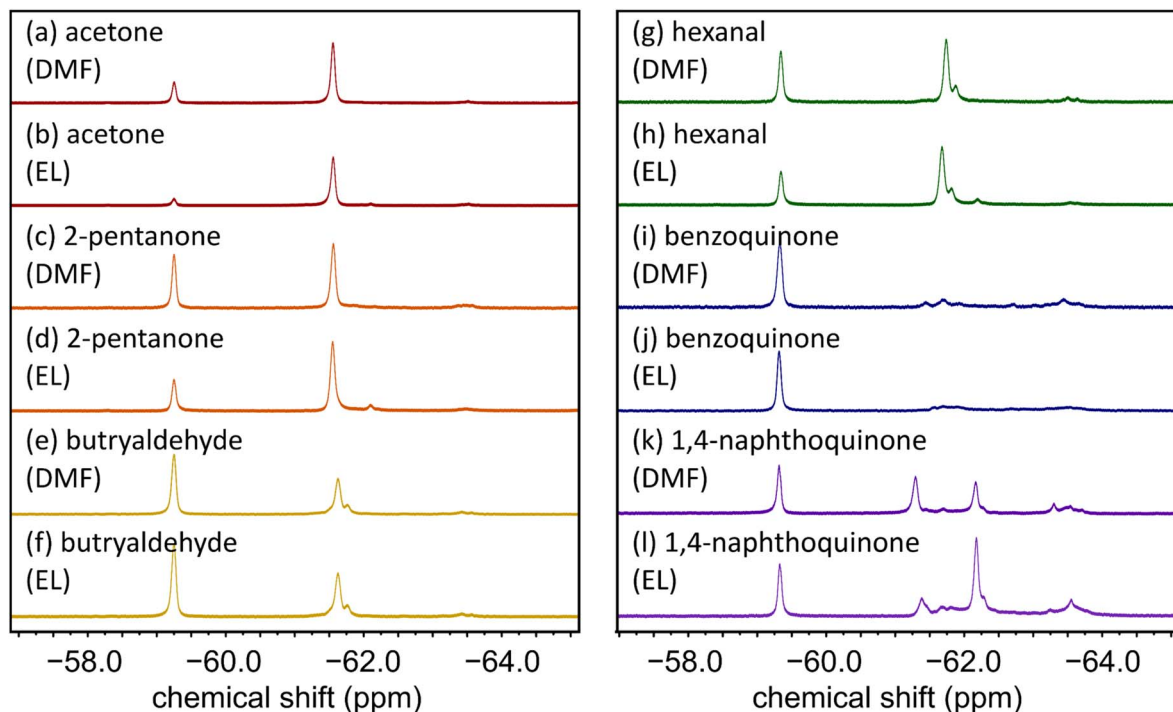 (a) acetone
(DMF)
(b) acetone
(EL)
(c) 2-pentanone
(DMF)
(d) 2-pentanone
(EL)
(e) butryaldehyde
(DMF)
(f) butryaldehyde
(EL)
−58.0 −60.0 −62.0 −64.0
chemical shift (ppm)
(g) hexanal
(DMF)
(h) hexanal
(EL)
(i) benzoquinone
(DMF)
(j) benzoquinone
(EL)
(k) 1,4-naphthoquinone
(DMF)
(l) 1,4-naphthoquinone
(EL)
−58.0 −60.0 −62.0 −64.0
chemical shift (ppm)